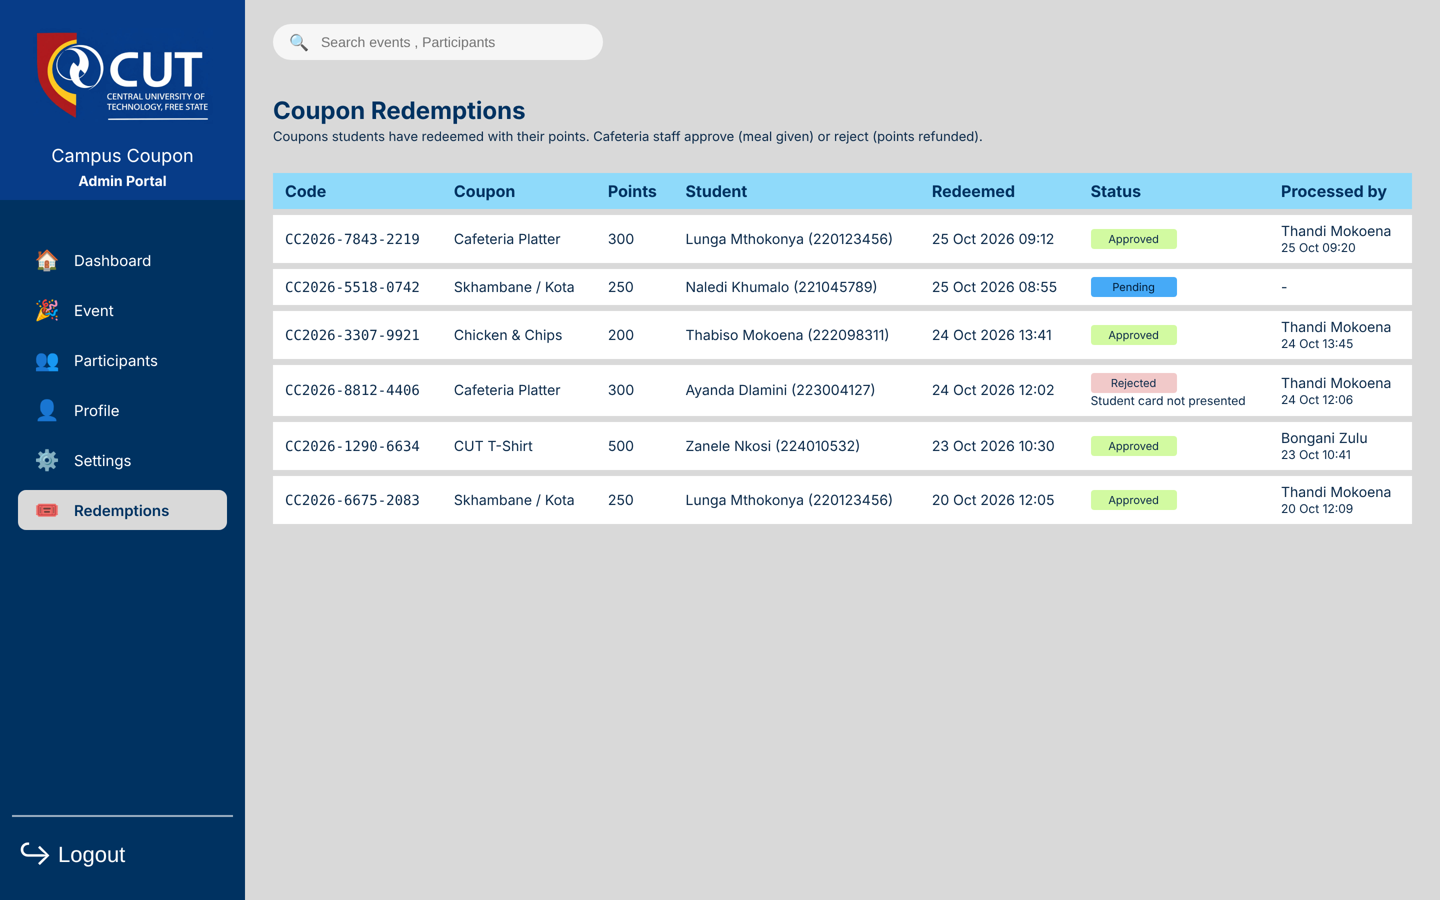 CUT
CENTRAL UNIVERSITY OF
TECHNOLOGY, FREE STATE
Campus Coupon
Admin Portal
Dashboard
Event
Participants
Profile
Settings
Redemptions
Logout
Search events , Participants
Coupon Redemptions
Coupons students have redeemed with their points. Cafeteria staff approve (meal given) or reject (points refunded).
Code Coupon Points Student Redeemed Status Processed by
CC2026-7843-2219 Cafeteria Platter 300 Lunga Mthokonya (220123456) 25 Oct 2026 09:12 Approved Thandi Mokoena
25 Oct 09:20
CC2026-5518-0742 Skhambane / Kota 250 Naledi Khumalo (221045789) 25 Oct 2026 08:55 Pending -
CC2026-3307-9921 Chicken & Chips 200 Thabiso Mokoena (222098311) 24 Oct 2026 13:41 Approved Thandi Mokoena
24 Oct 13:45
CC2026-8812-4406 Cafeteria Platter 300 Ayanda Dlamini (223004127) 24 Oct 2026 12:02 Rejected Thandi Mokoena
Student card not presented 24 Oct 12:06
CC2026-1290-6634 CUT T-Shirt 500 Zanele Nkosi (224010532) 23 Oct 2026 10:30 Approved Bongani Zulu
23 Oct 10:41
CC2026-6675-2083 Skhambane / Kota 250 Lunga Mthokonya (220123456) 20 Oct 2026 12:05 Approved Thandi Mokoena
20 Oct 12:09